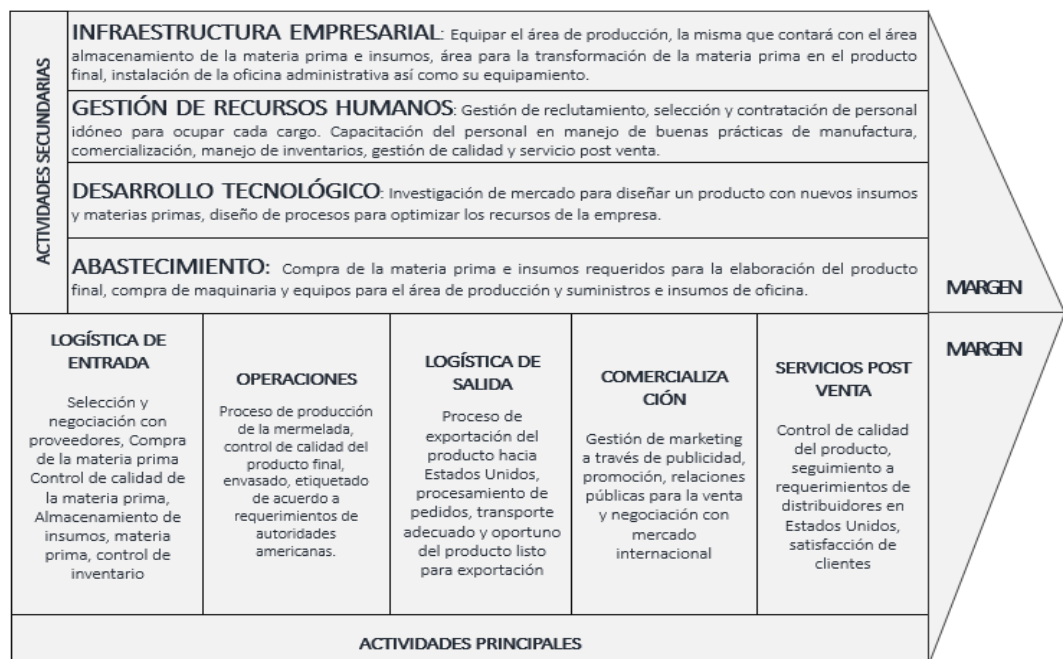 ACTIVIDADES SECUNDARIAS
INFRAESTRUCTURA EMPRESARIAL: Equipar el área de producción, la misma que contará con el área
almacenamiento de la materia prima e insumos, área para la transformación de la materia prima en el producto
final, instalación de la oficina administrativa así como su equipamiento.
GESTIÓN DE RECURSOS HUMANOS: Gestión de reclutamiento, selección y contratación de personal
idóneo para ocupar cada cargo. Capacitación del personal en manejo de buenas prácticas de manufactura,
comercialización, manejo de inventarios, gestión de calidad y servicio post venta.
DESARROLLO TECNOLÓGICO: Investigación de mercado para diseñar un producto con nuevos insumos
y materias primas, diseño de procesos para optimizar los recursos de la empresa.
ABASTECIMIENTO: Compra de la materia prima e insumos requeridos para la elaboración del producto
final, compra de maquinaria y equipos para el área de producción y suministros e insumos de oficina.
MARGEN
MARGEN
LOGÍSTICA DE
ENTRADA
Selección y
negociación con
proveedores, Compra
de la materia prima
Control de calidad de
la materia prima,
Almacenamiento de
insumos, materia
prima, control de
inventario
OPERACIONES
Proceso de producción
de la mermelada,
control de calidad del
producto final,
envasado, etiquetado
de acuerdo a
requerimientos de
autoridades
americanas.
LOGÍSTICA DE
SALIDA
Proceso de
exportación del
producto hacia
Estados Unidos,
procesamiento de
pedidos, transporte
adecuado y oportuno
del producto listo
para exportación
COMERCIALIZA
CIÓN
Gestión de marketing
a través de publicidad,
promoción, relaciones
públicas para la venta
y negociación con
mercado
internacional
SERVICIOS POST
VENTA
Control de calidad
del producto,
seguimiento a
requerimientos de
distribuidores en
Estados Unidos,
satisfacción de
clientes
ACTIVIDADES PRINCIPALES